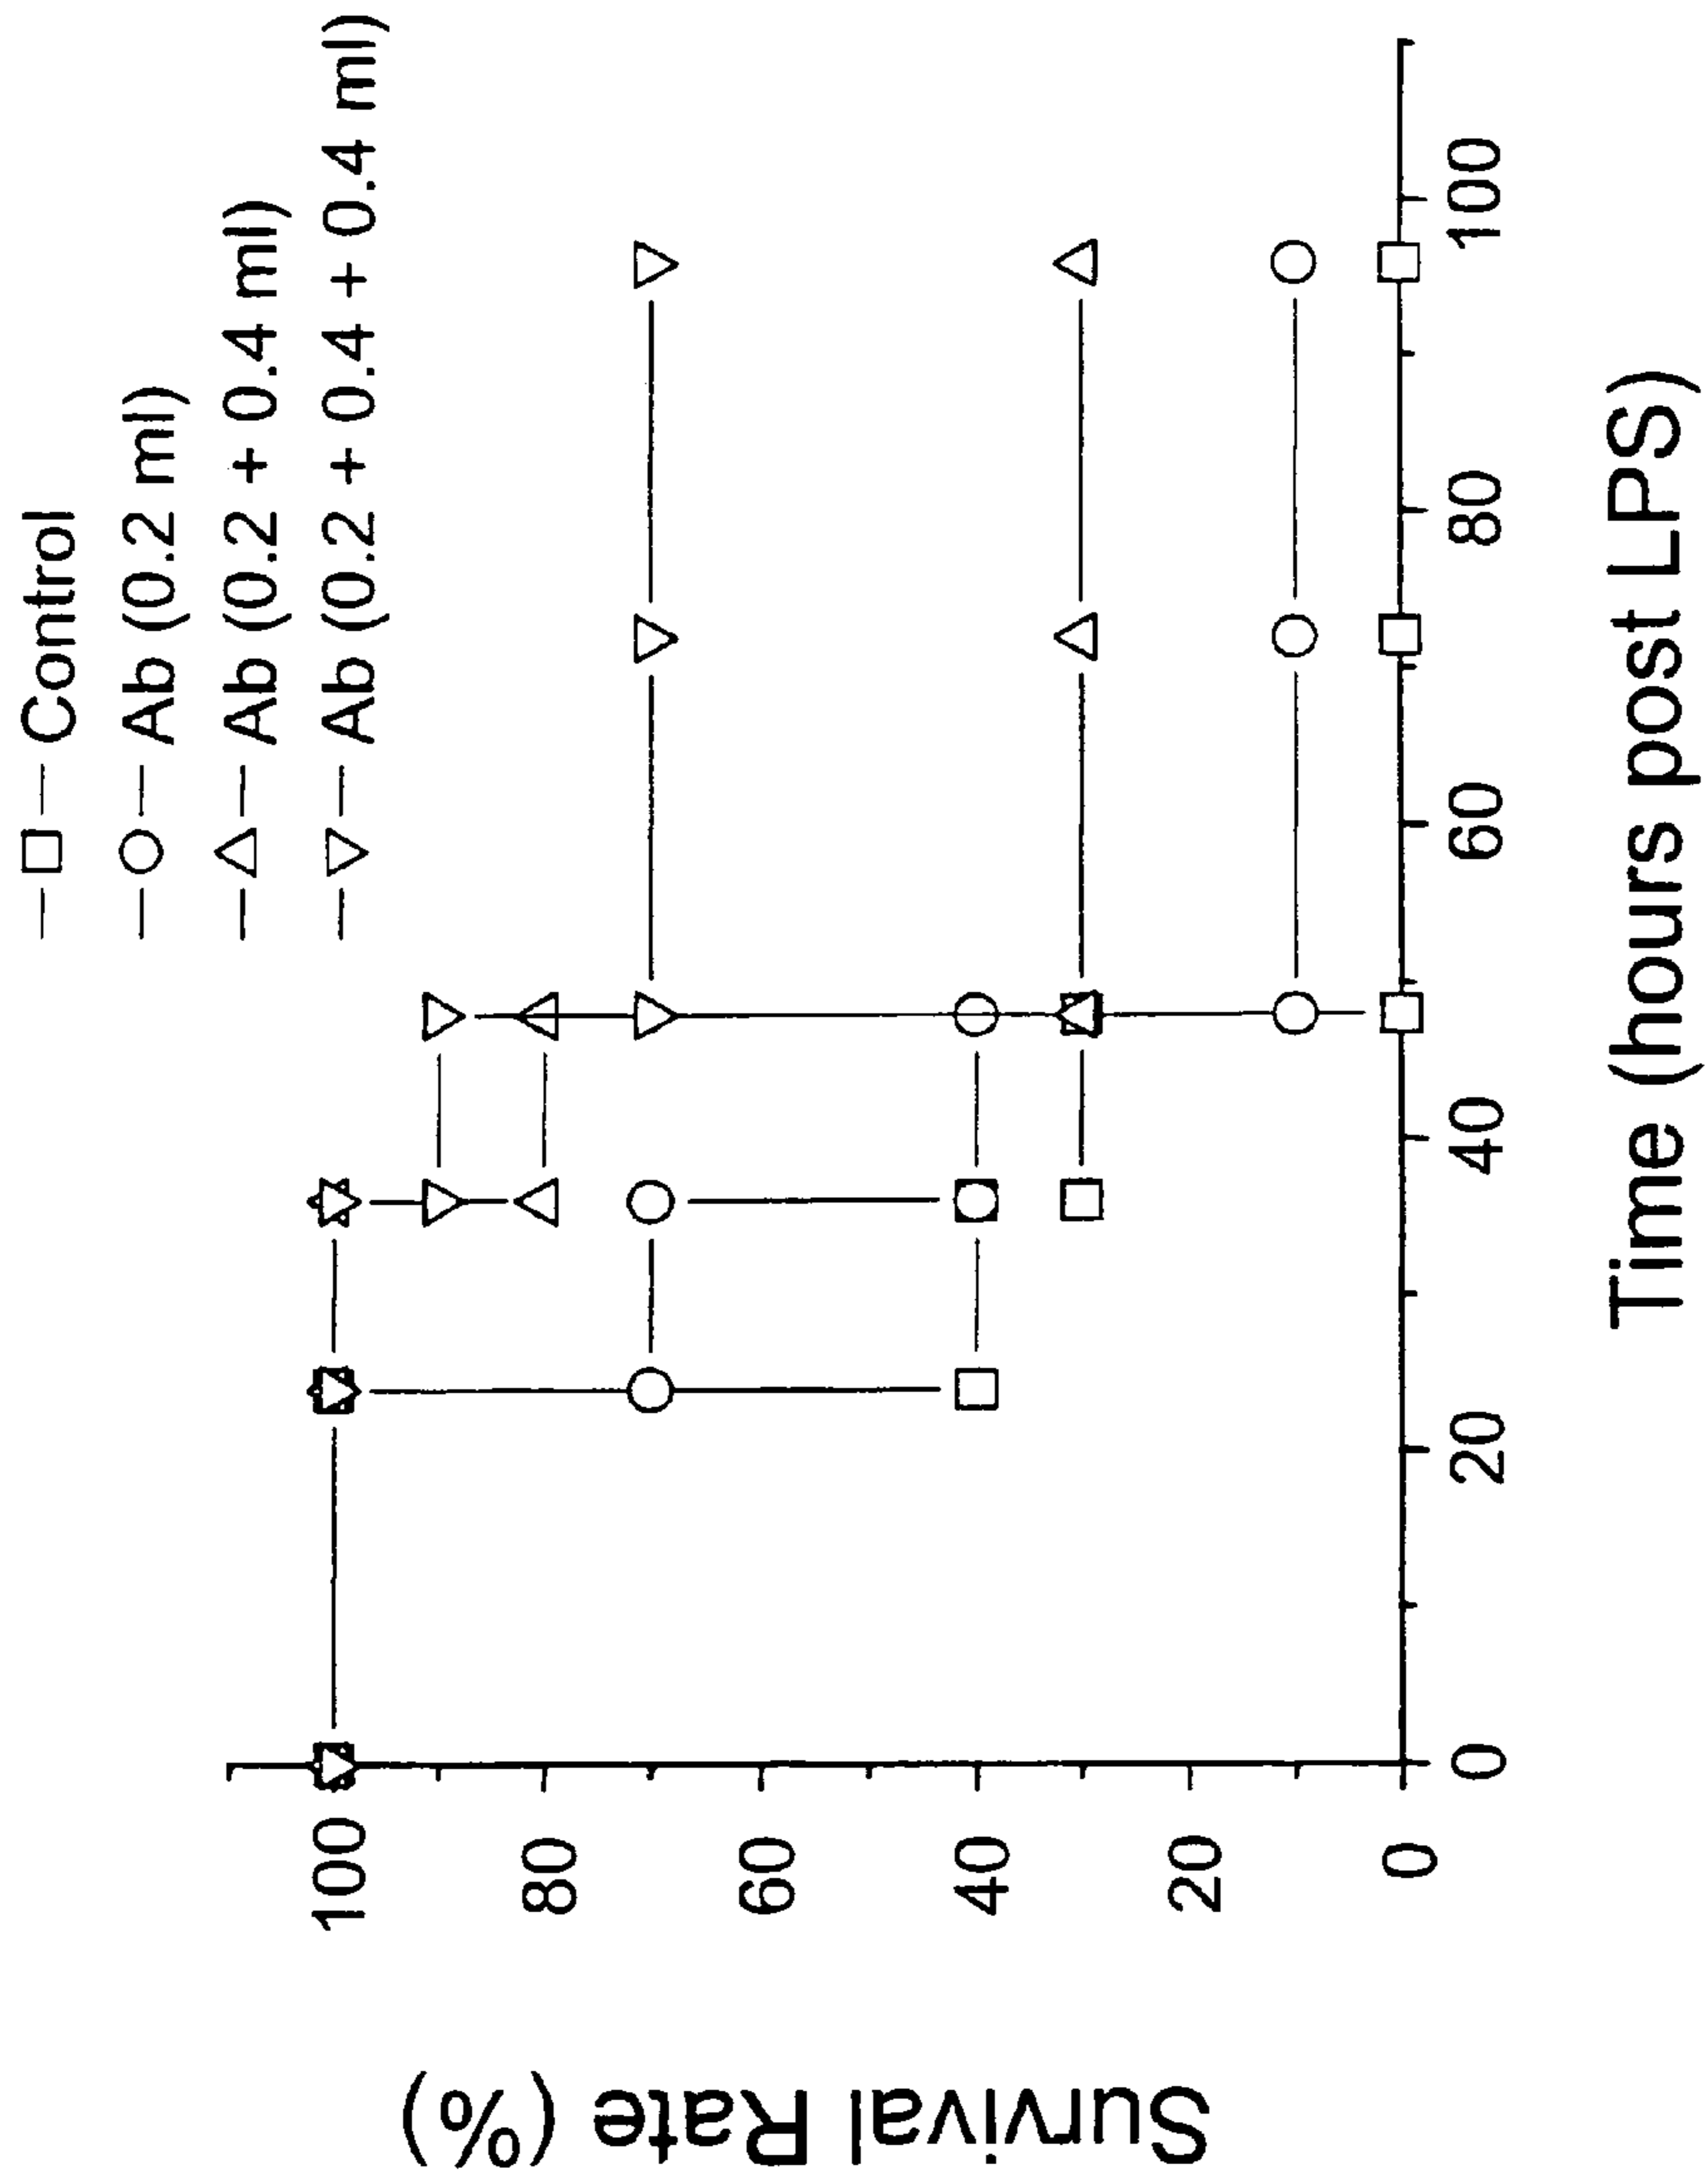 Control
Ab (0.2 ml)
Ab (0.2 + 0.4 ml)
Ab (0.2 + 0.4 + 0.4 ml)
Survival Rate (%)
100
80
60
40
20
0
0
20
40
60
80
100
Time (hours post LPS)